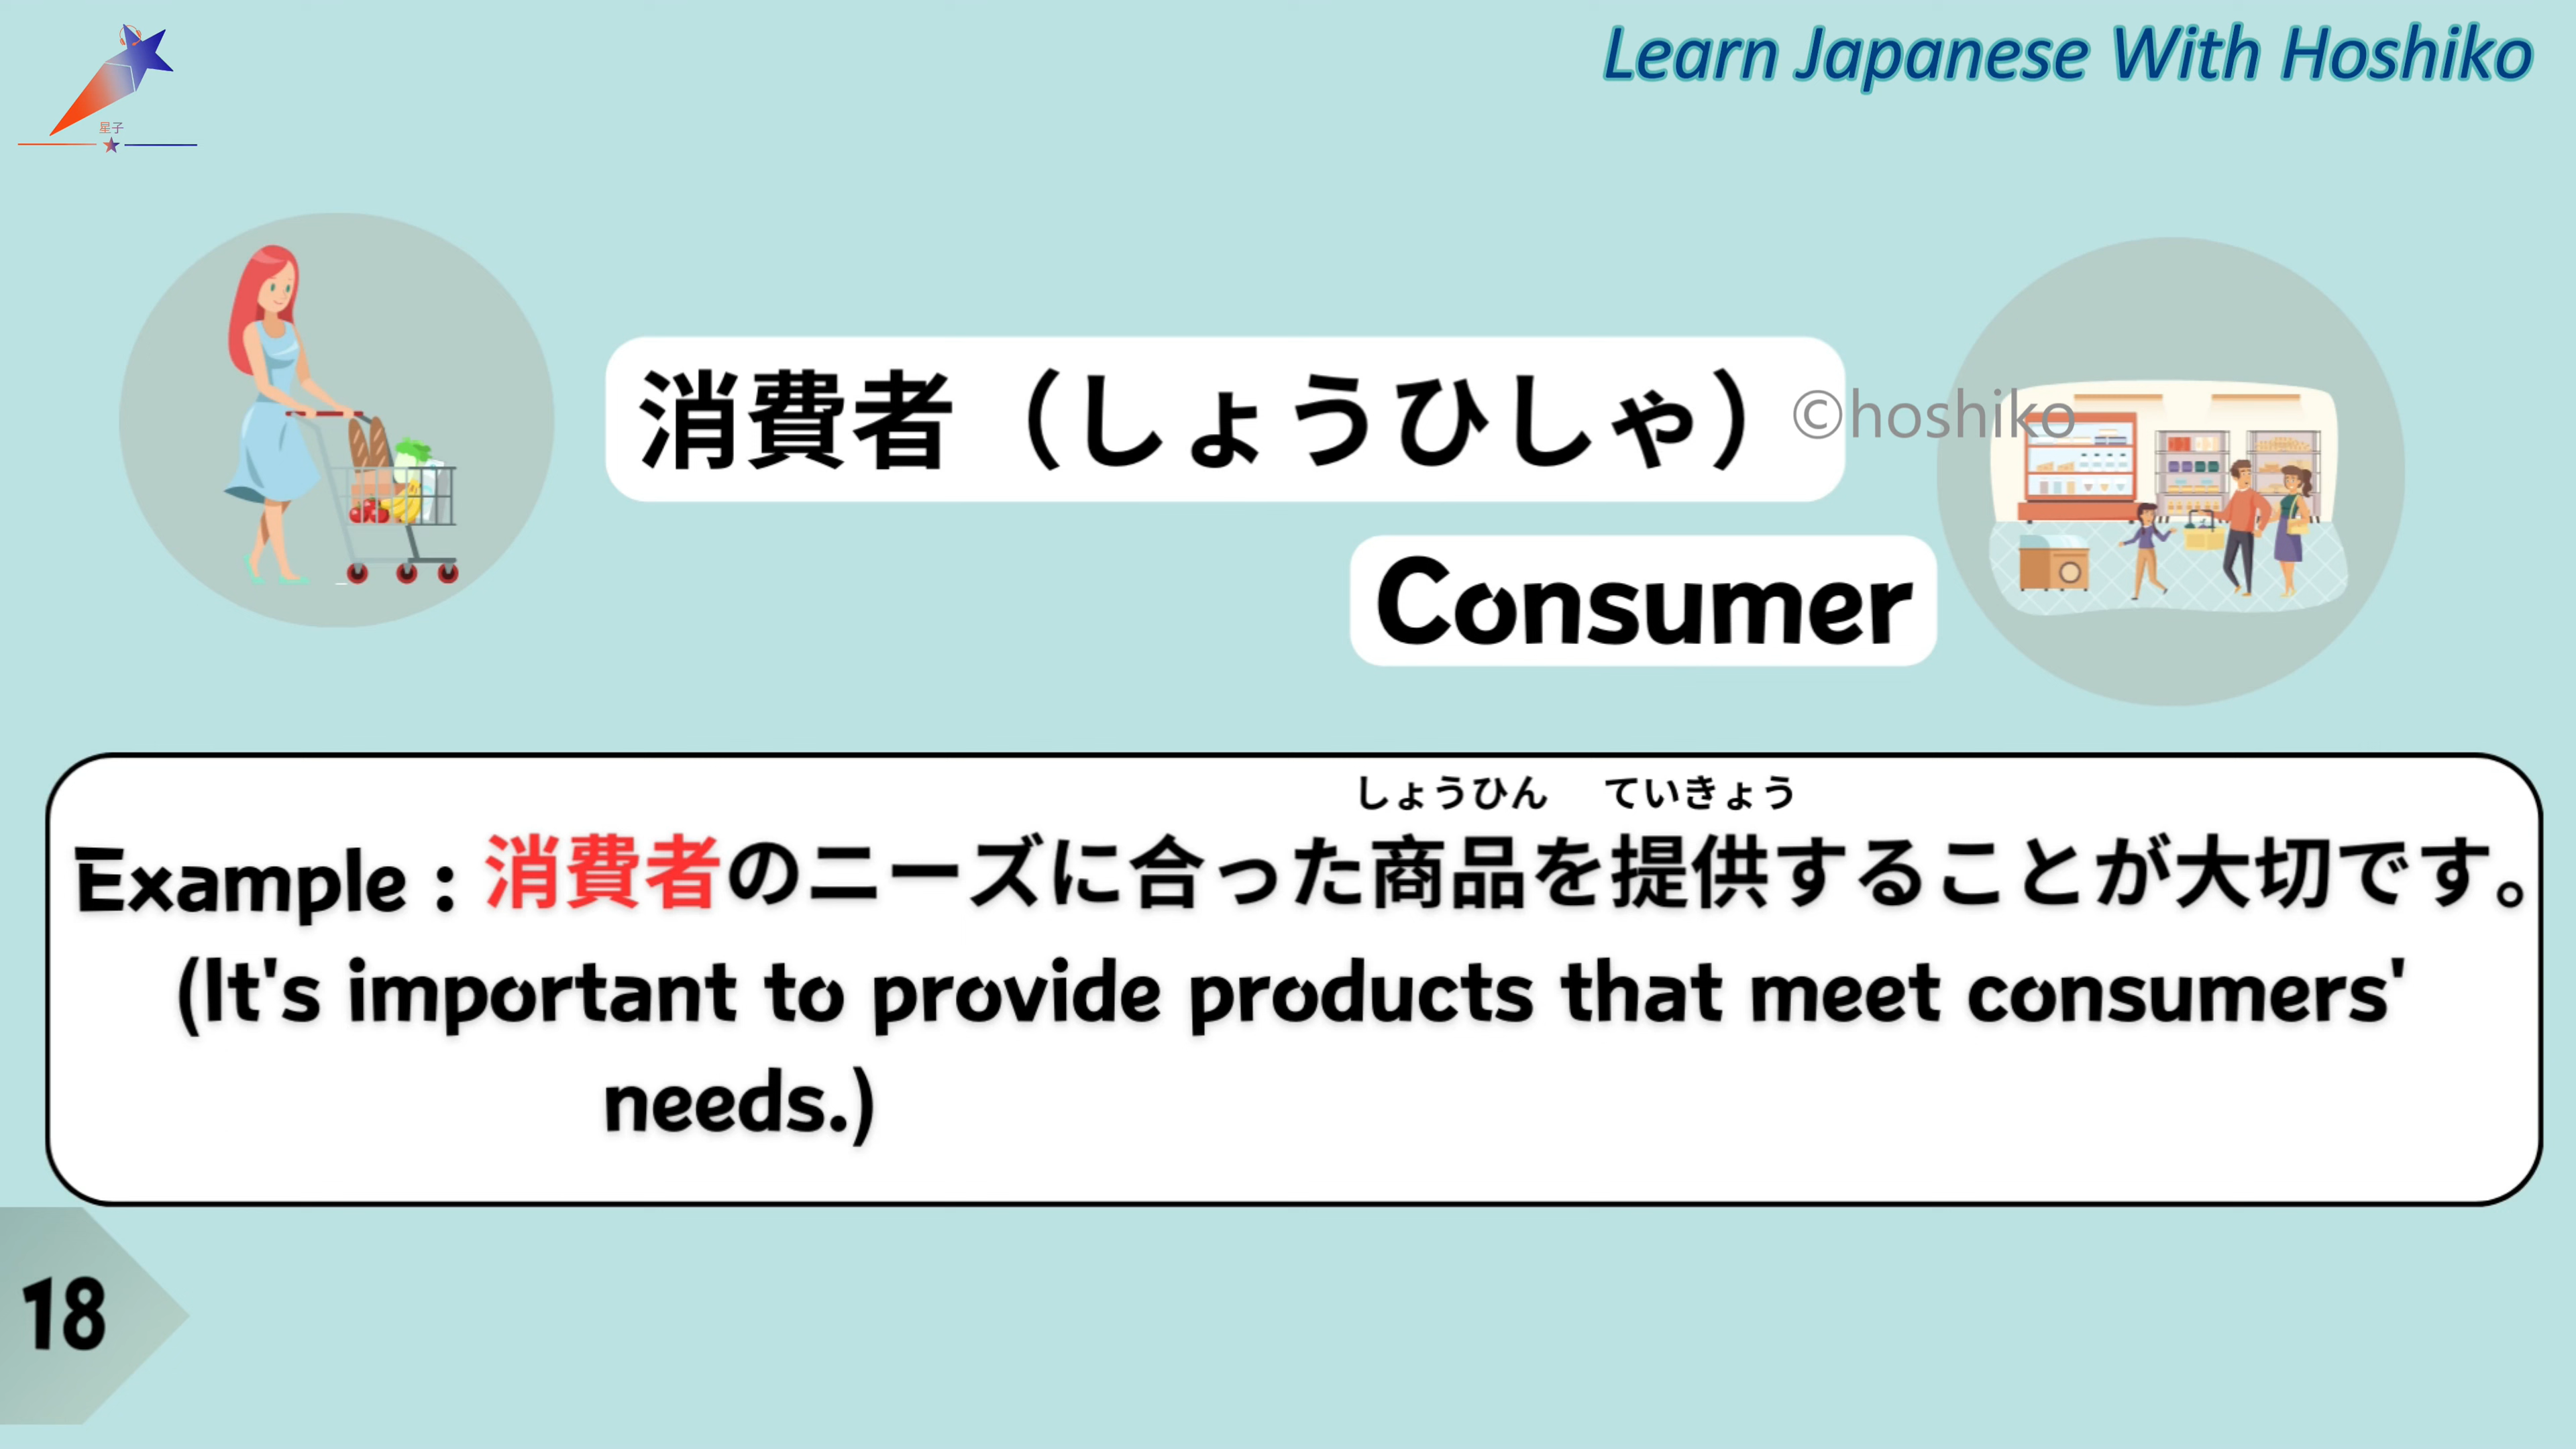 Learn Japanese With Hoshiko
星子
消費者（しょうひしゃ）
©hoshiko
Consumer
しょうひん ていきょう
Example : 消費者のニーズに合った商品を提供することが大切です。
(It's important to provide products that meet consumers'
needs.)
18